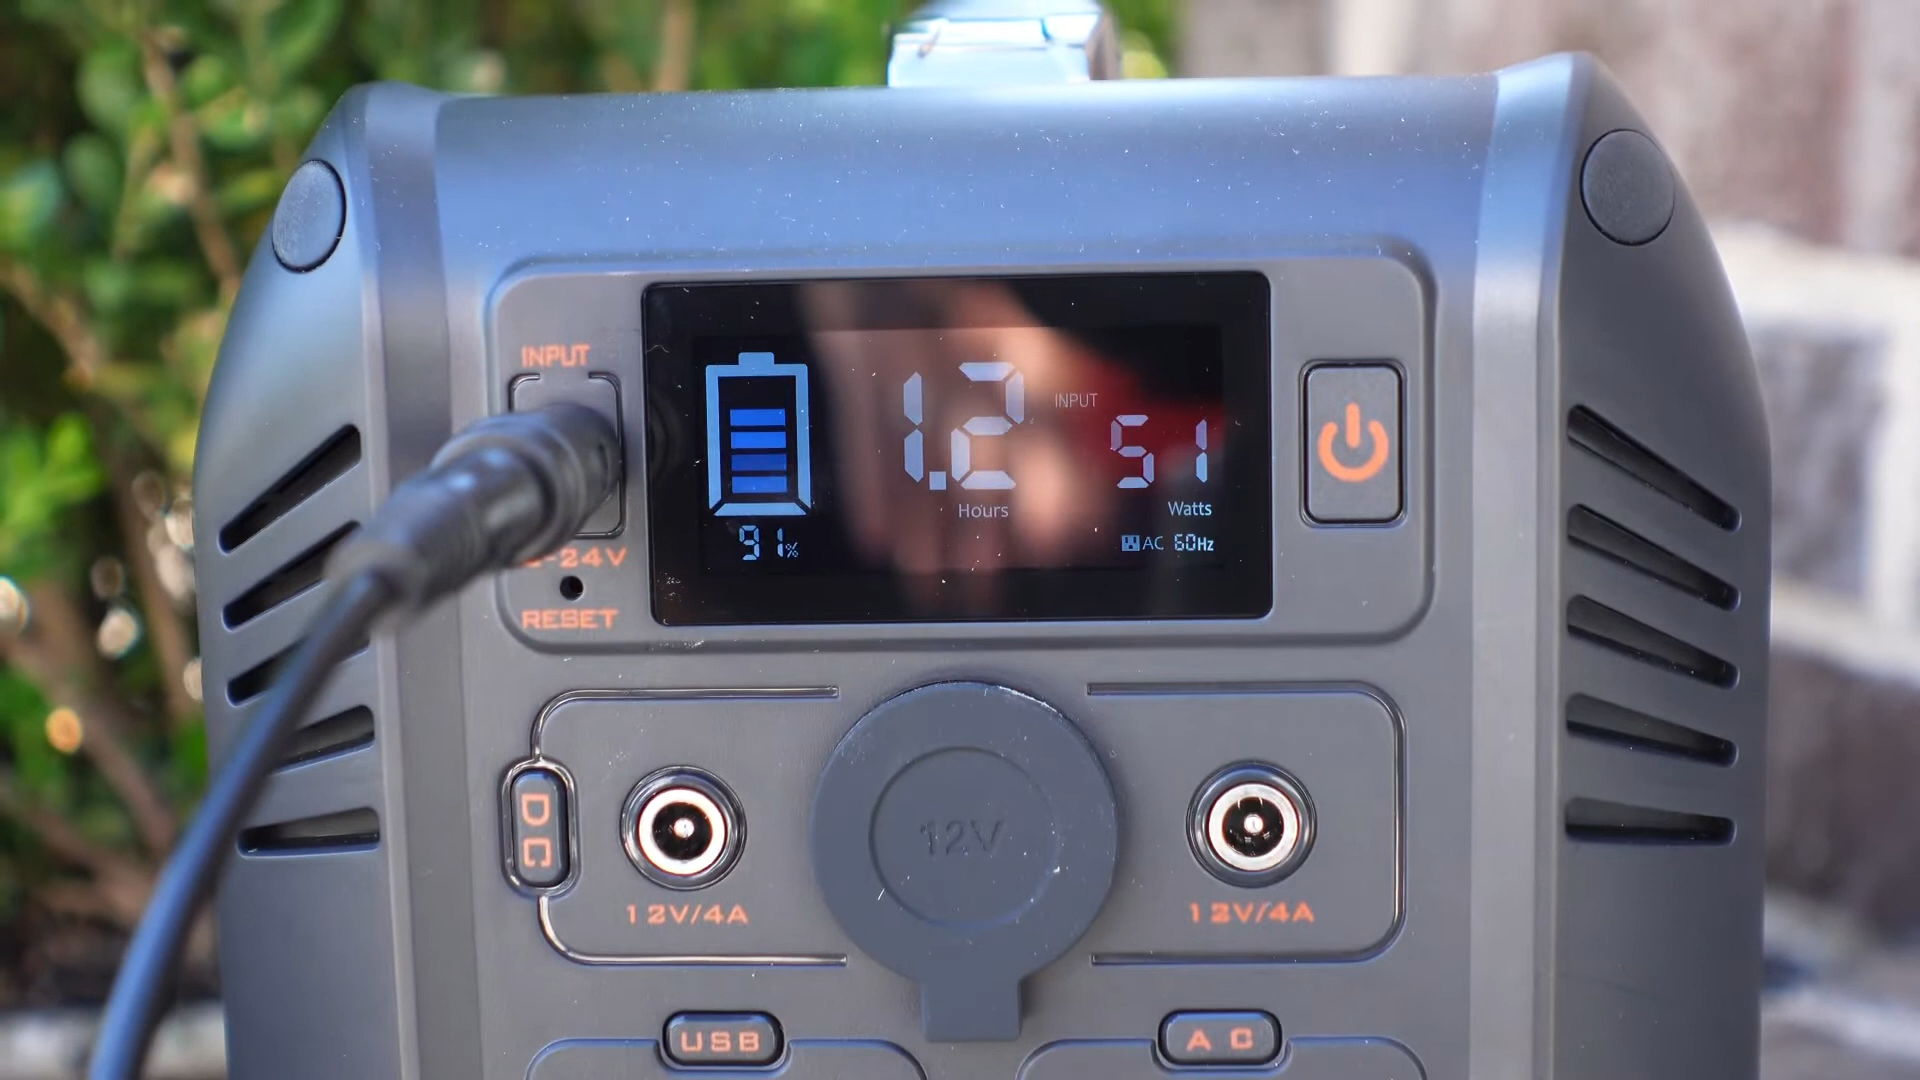 INPUT
1.2
INPUT
51
Hours
Watts
91%
AC 60Hz
-24V
RESET
DC
12V
12V/4A
12V/4A
USB
AC